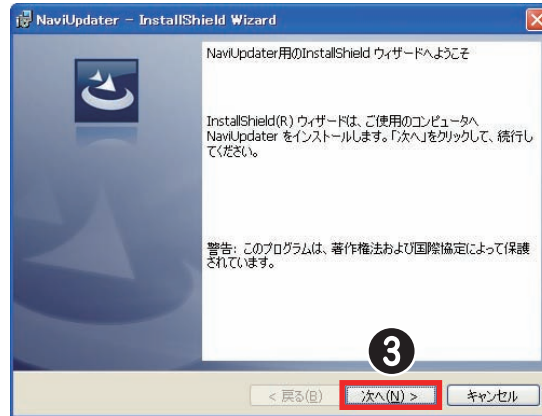 NaviUpdater - InstallShield Wizard
NaviUpdater用のInstallShield ウィザードへようこそ
InstallShield(R) ウィザードは、ご使用のコンピュータへ
NaviUpdater をインストールします。「次へ」をクリックして、続行し
てください。
警告: このプログラムは、著作権法および国際協定によって保護
されています。
3
< 戻る(B)
次へ(N) >
キャンセル